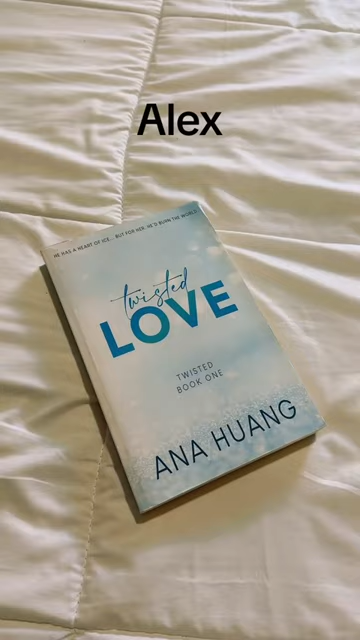 Alex
HE HAS A HEART OF ICE... BUT FOR HER, HE'D BURN THE WORLD
twisted
LOVE
TWISTED
BOOK ONE
ANA HUANG